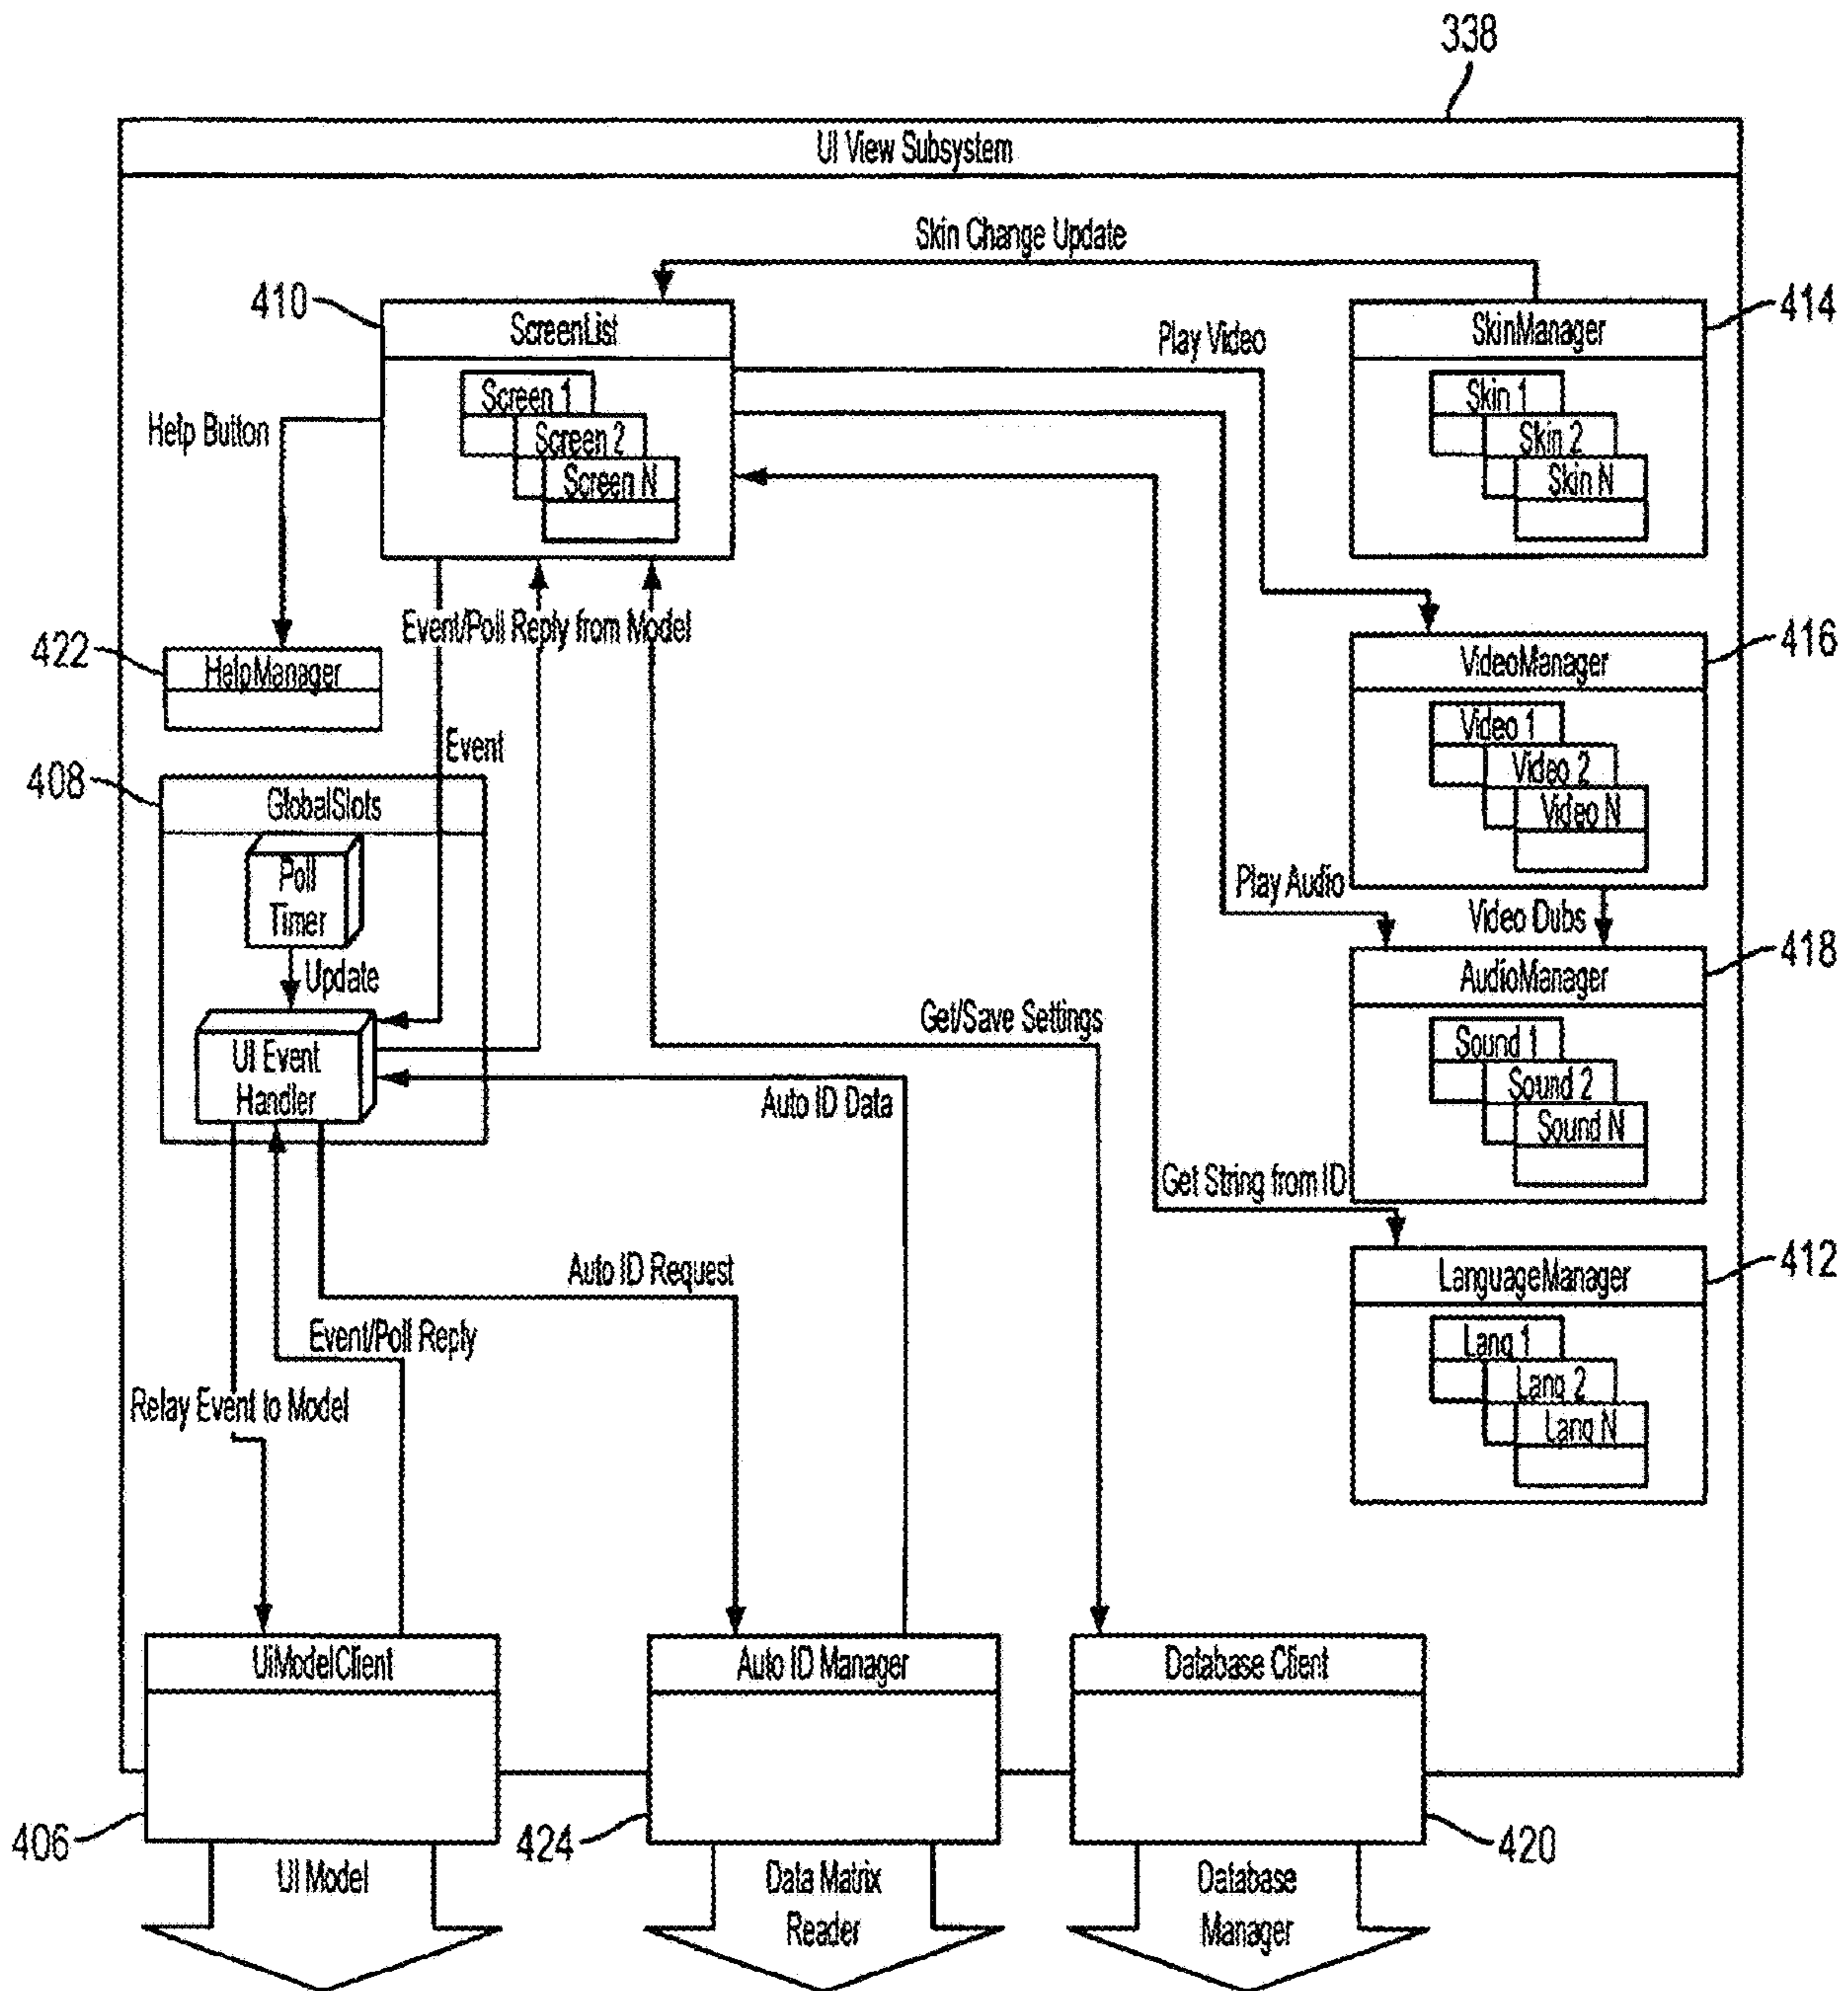 338
UI View Subsystem
Skin Change Update
410
ScreenList
Screen 1
Screen 2
Screen N
Play Video
414
SkinManager
Skin 1
Skin 2
Skin N
Help Button
Event/Poll Reply from Model
422
HelpManager
416
VideoManager
Video 1
Video 2
Video N
Event
408
GlobalSlots
Poll
Timer
Update
UI Event
Handler
Play Audio
Video Dubs
418
AudioManager
Sound 1
Sound 2
Sound N
Get/Save Settings
Auto ID Data
Get String from ID
412
LanguageManager
Lang 1
Lang 2
Lang N
Auto ID Request
Event/Poll Reply
Relay Event to Model
UiModelClient
Auto ID Manager
Database Client
406
424
420
UI Model
Data Matrix
Reader
Database
Manager